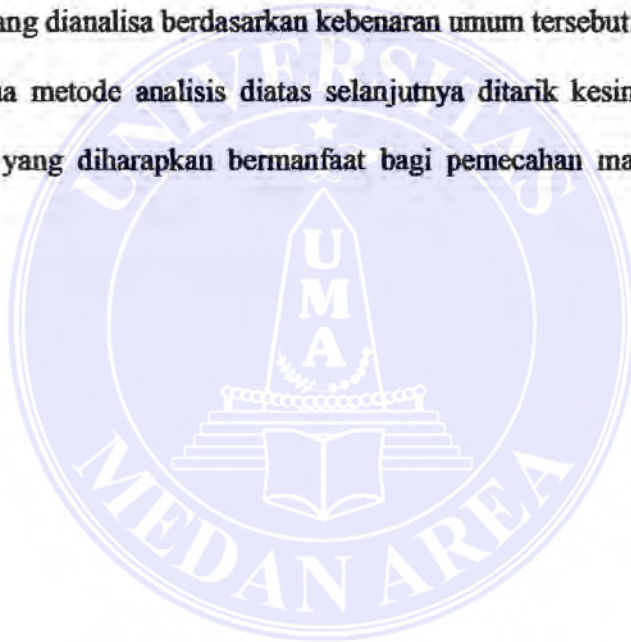 ang dianalisa berdasarkan kebenaran umum tersebut.
a metode analisis diatas selanjutnya ditarik kesin
yang diharapkan bermanfaat bagi pemecahan ma
UNIVERSITAS
U
M
A
MEDAN AREA